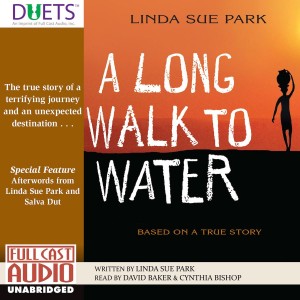 DUETS™
An Imprint of Full Cast Audio, Inc.
LINDA SUE PARK
The true story of a
terrifying journey
and an unexpected
destination . . .
A LONG
WALK TO
WATER
Special Feature
Afterwords from
Linda Sue Park and
Salva Dut
BASED ON A TRUE STORY
FULL CAST
AUDIO
UNABRIDGED
WRITTEN BY LINDA SUE PARK
READ BY DAVID BAKER & CYNTHIA BISHOP